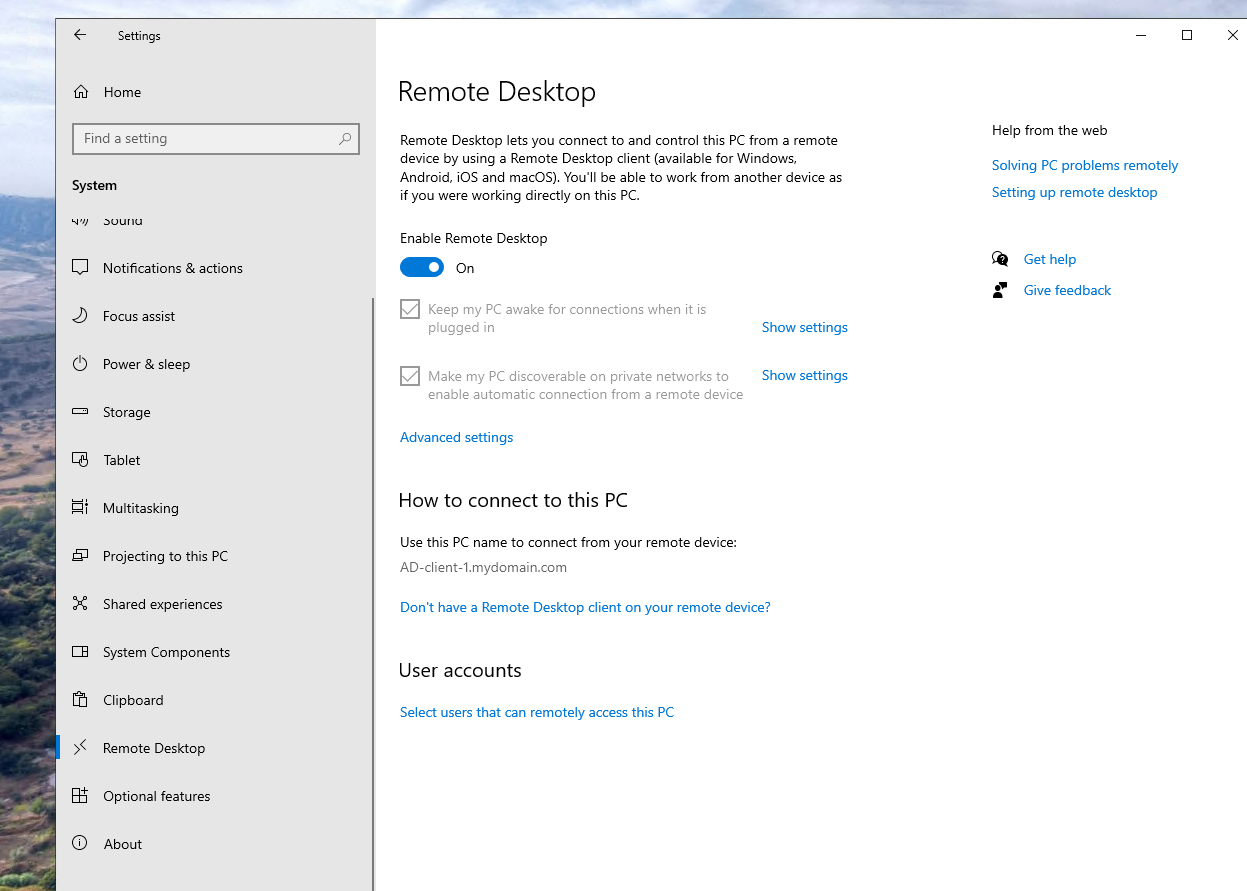 Settings
Home
Find a setting
System
Sound
Notifications & actions
Focus assist
Power & sleep
Storage
Tablet
Multitasking
Projecting to this PC
Shared experiences
System Components
Clipboard
Remote Desktop
Optional features
About
Remote Desktop
Remote Desktop lets you connect to and control this PC from a remote
device by using a Remote Desktop client (available for Windows,
Android, iOS and macOS). You'll be able to work from another device as
if you were working directly on this PC.
Enable Remote Desktop
On
Keep my PC awake for connections when it is
plugged in
Show settings
Make my PC discoverable on private networks to
enable automatic connection from a remote device
Show settings
Advanced settings
How to connect to this PC
Use this PC name to connect from your remote device:
AD-client-1.mydomain.com
Don't have a Remote Desktop client on your remote device?
User accounts
Select users that can remotely access this PC
Help from the web
Solving PC problems remotely
Setting up remote desktop
Get help
Give feedback